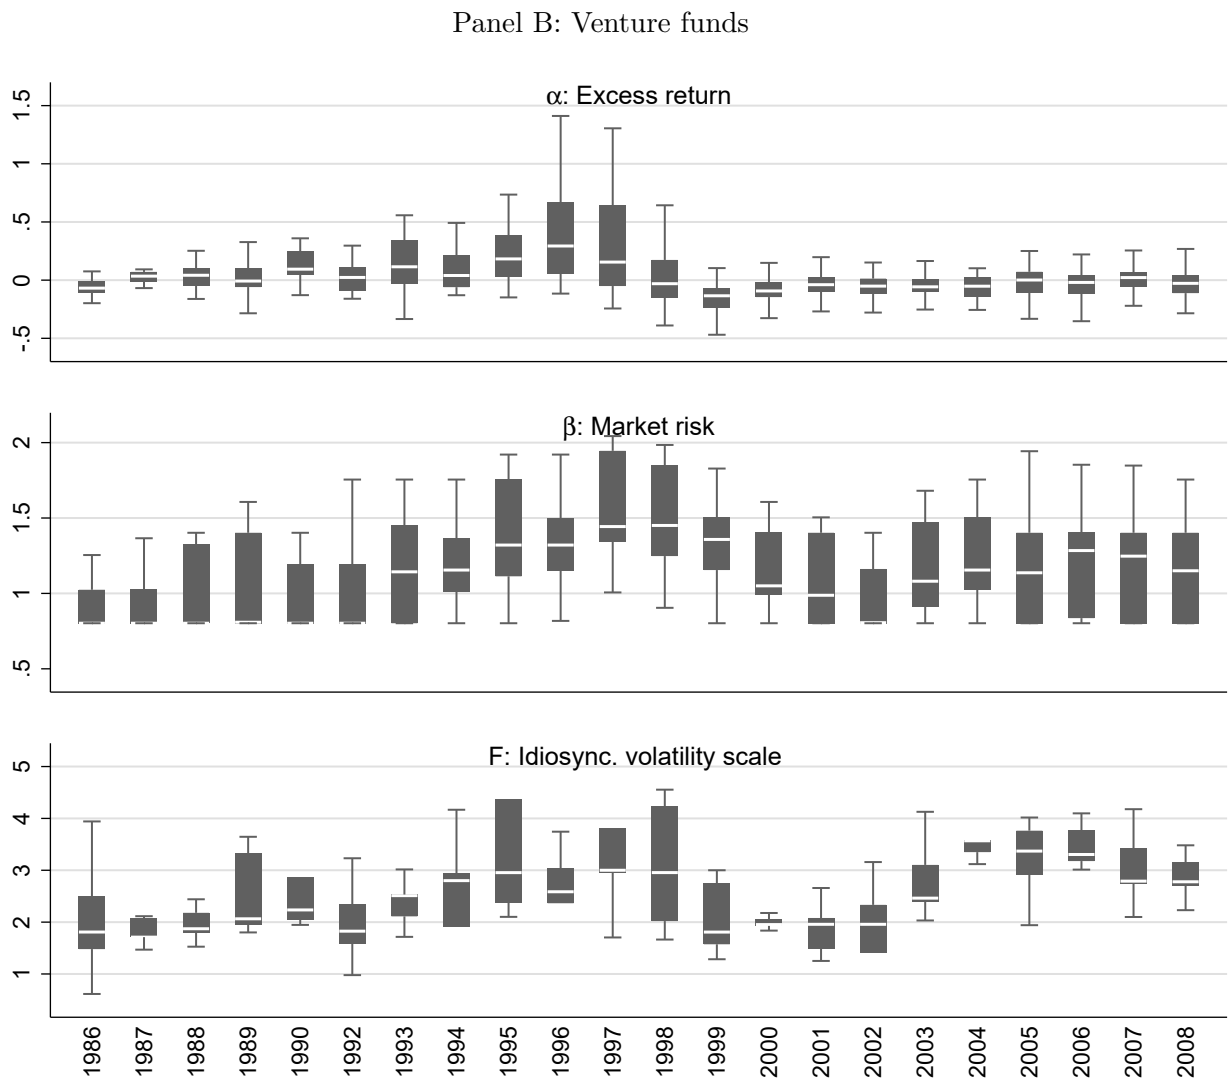 Panel B: Venture funds
α: Excess return
1.5
1
.5
0
-.5
β: Market risk
2
1.5
1
.5
F: Idiosync. volatility scale
5
4
3
2
1
1986 1987 1988 1989 1990 1992 1993 1994 1995 1996 1997 1998 1999 2000 2001 2002 2003 2004 2005 2006 2007 2008